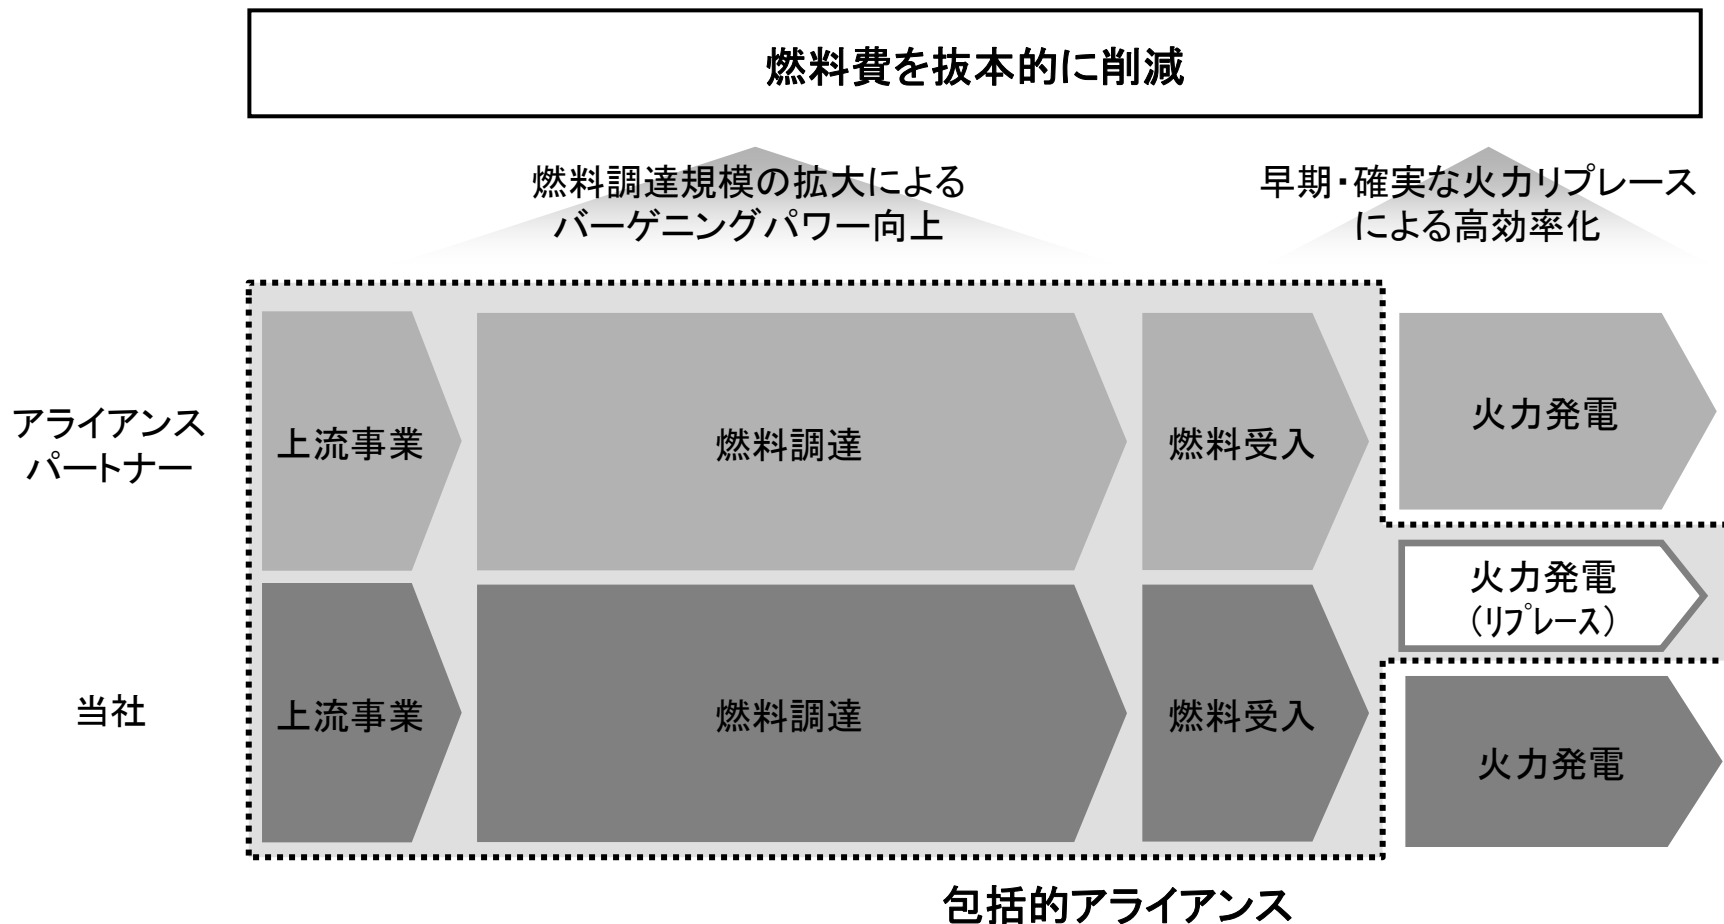 燃料費を抜本的に削減
燃料調達規模の拡大による
バーゲニングパワー向上
早期・確実な火力リプレース
による高効率化
アライアンス
パートナー
上流事業
燃料調達
燃料受入
火力発電
火力発電
（リプレース）
当社
上流事業
燃料調達
燃料受入
火力発電
包括的アライアンス